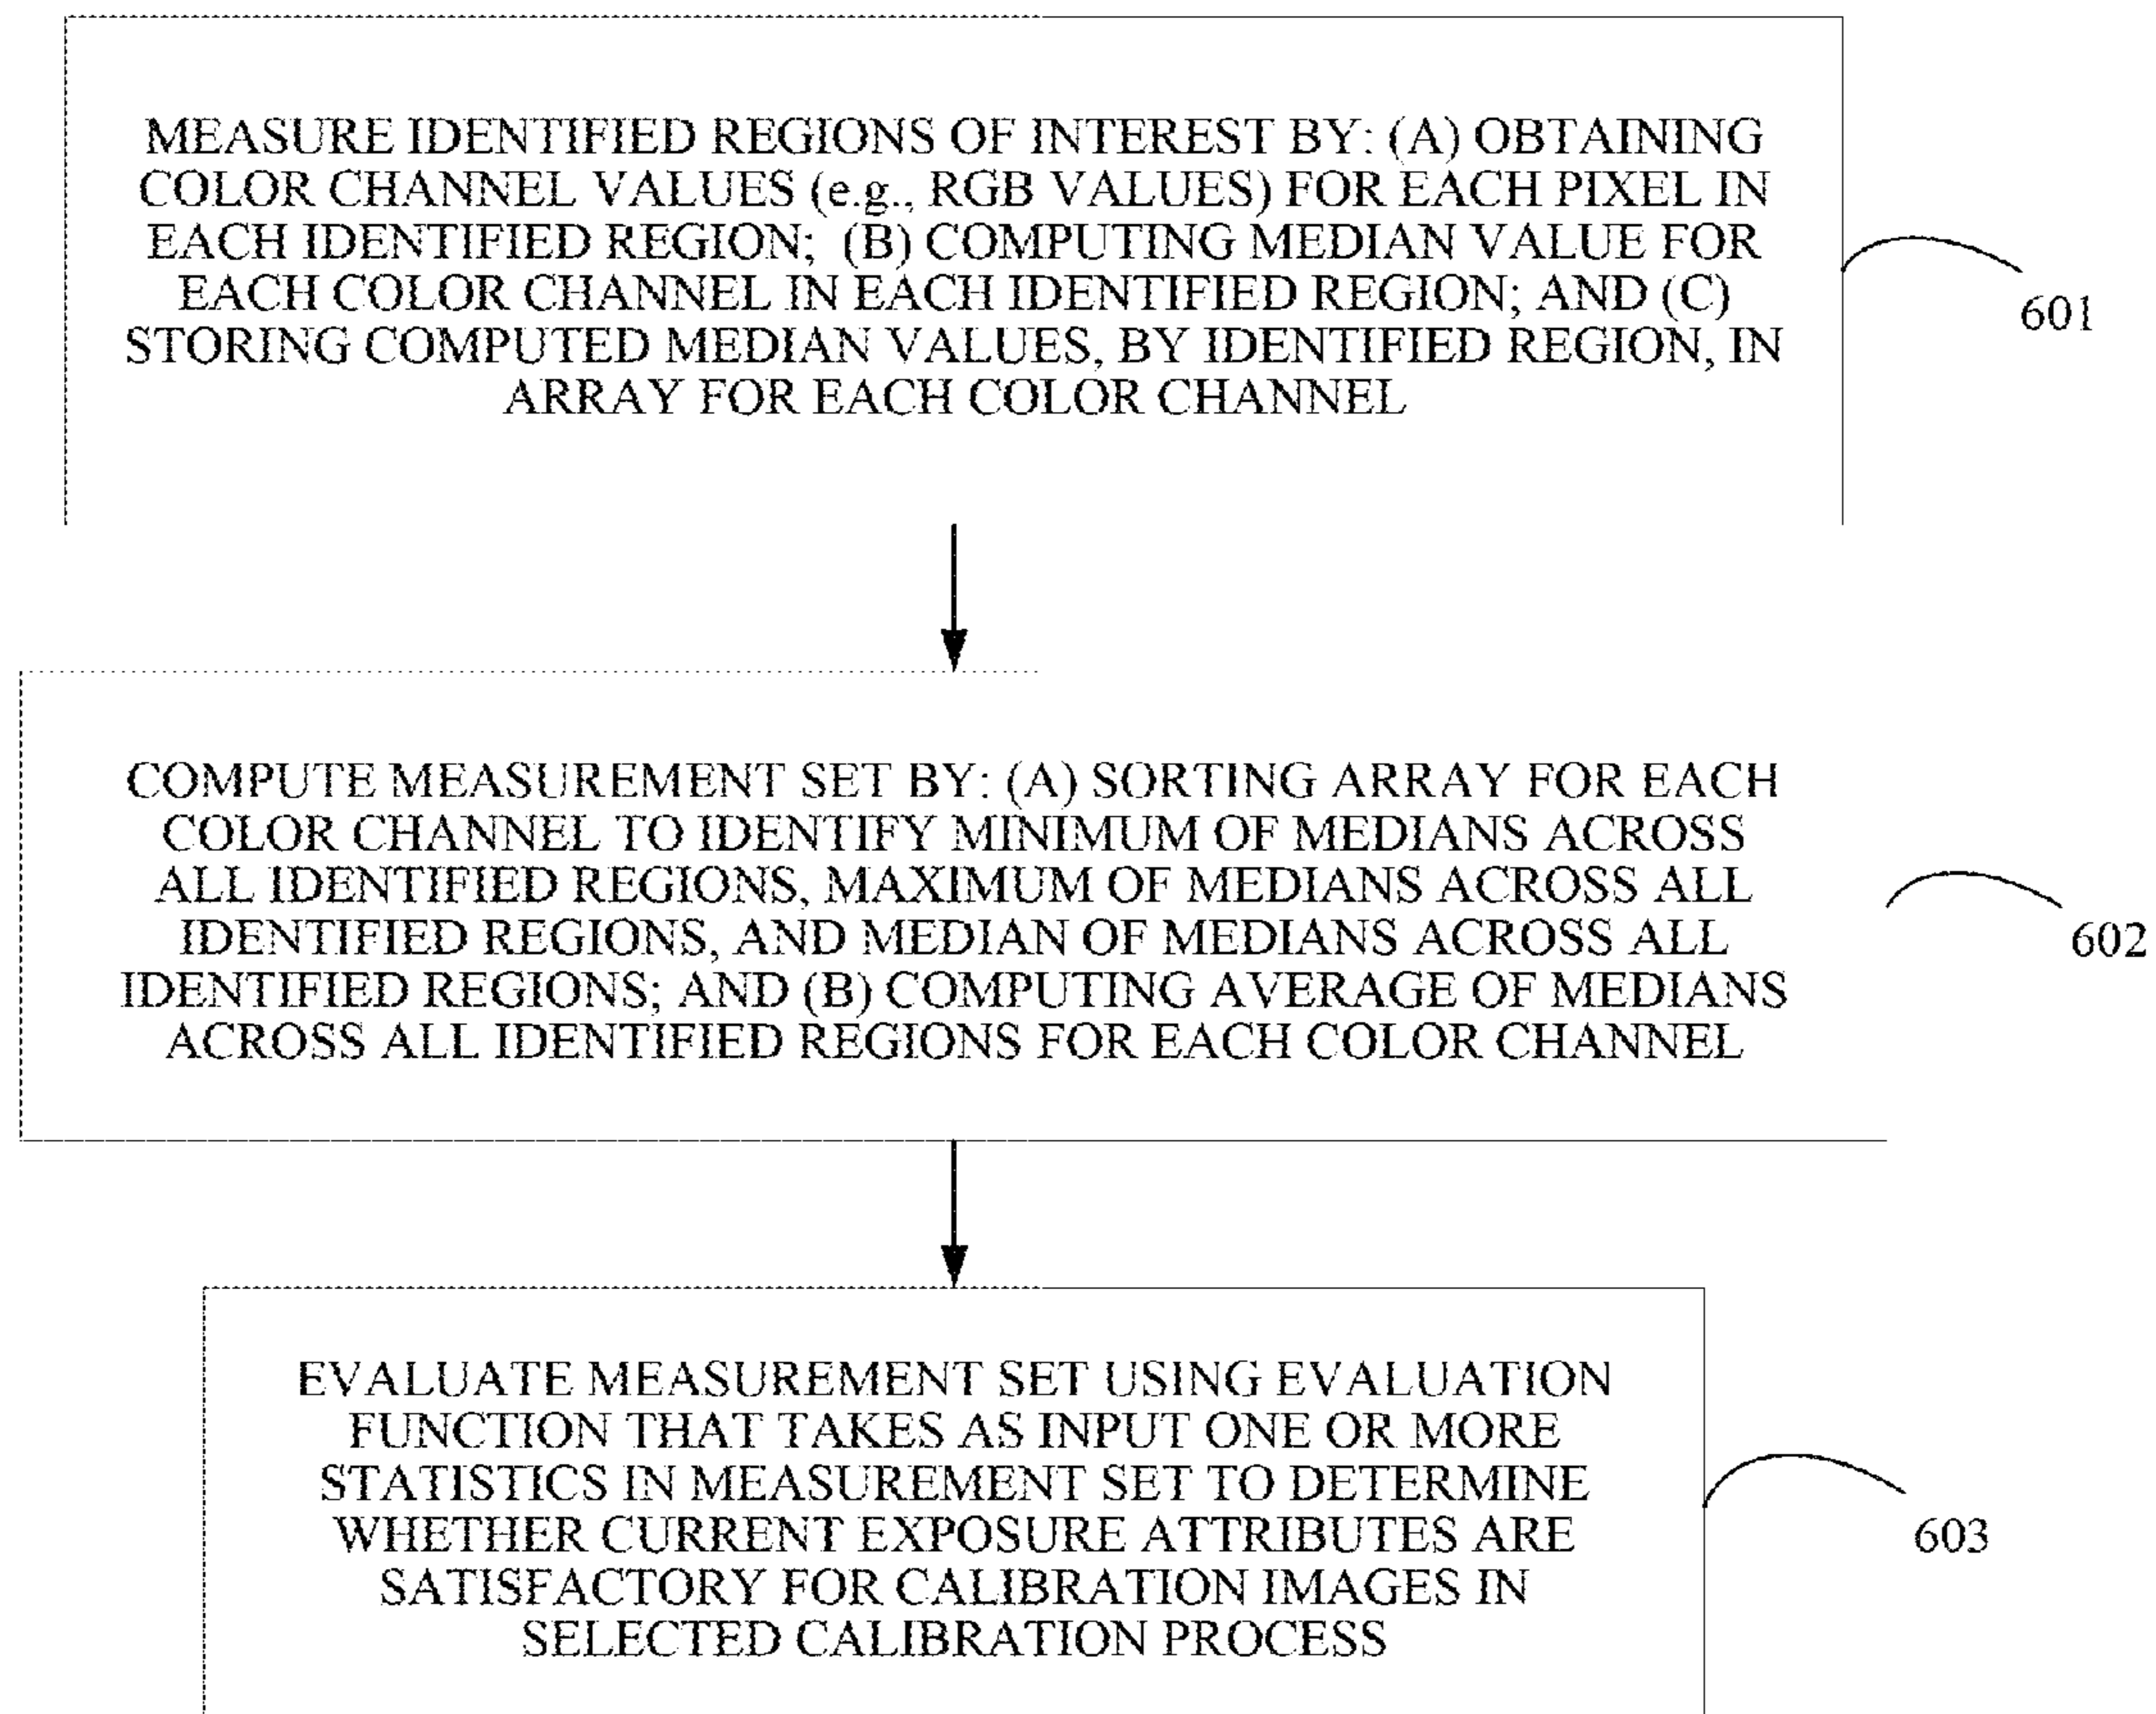 MEASURE IDENTIFIED REGIONS OF INTEREST BY: (A) OBTAINING
COLOR CHANNEL VALUES (e.g., RGB VALUES) FOR EACH PIXEL IN
EACH IDENTIFIED REGION; (B) COMPUTING MEDIAN VALUE FOR
EACH COLOR CHANNEL IN EACH IDENTIFIED REGION; AND (C)
STORING COMPUTED MEDIAN VALUES, BY IDENTIFIED REGION, IN
ARRAY FOR EACH COLOR CHANNEL
601
COMPUTE MEASUREMENT SET BY: (A) SORTING ARRAY FOR EACH
COLOR CHANNEL TO IDENTIFY MINIMUM OF MEDIANS ACROSS
ALL IDENTIFIED REGIONS, MAXIMUM OF MEDIANS ACROSS ALL
IDENTIFIED REGIONS, AND MEDIAN OF MEDIANS ACROSS ALL
IDENTIFIED REGIONS; AND (B) COMPUTING AVERAGE OF MEDIANS
ACROSS ALL IDENTIFIED REGIONS FOR EACH COLOR CHANNEL
602
EVALUATE MEASUREMENT SET USING EVALUATION
FUNCTION THAT TAKES AS INPUT ONE OR MORE
STATISTICS IN MEASUREMENT SET TO DETERMINE
WHETHER CURRENT EXPOSURE ATTRIBUTES ARE
SATISFACTORY FOR CALIBRATION IMAGES IN
SELECTED CALIBRATION PROCESS
603